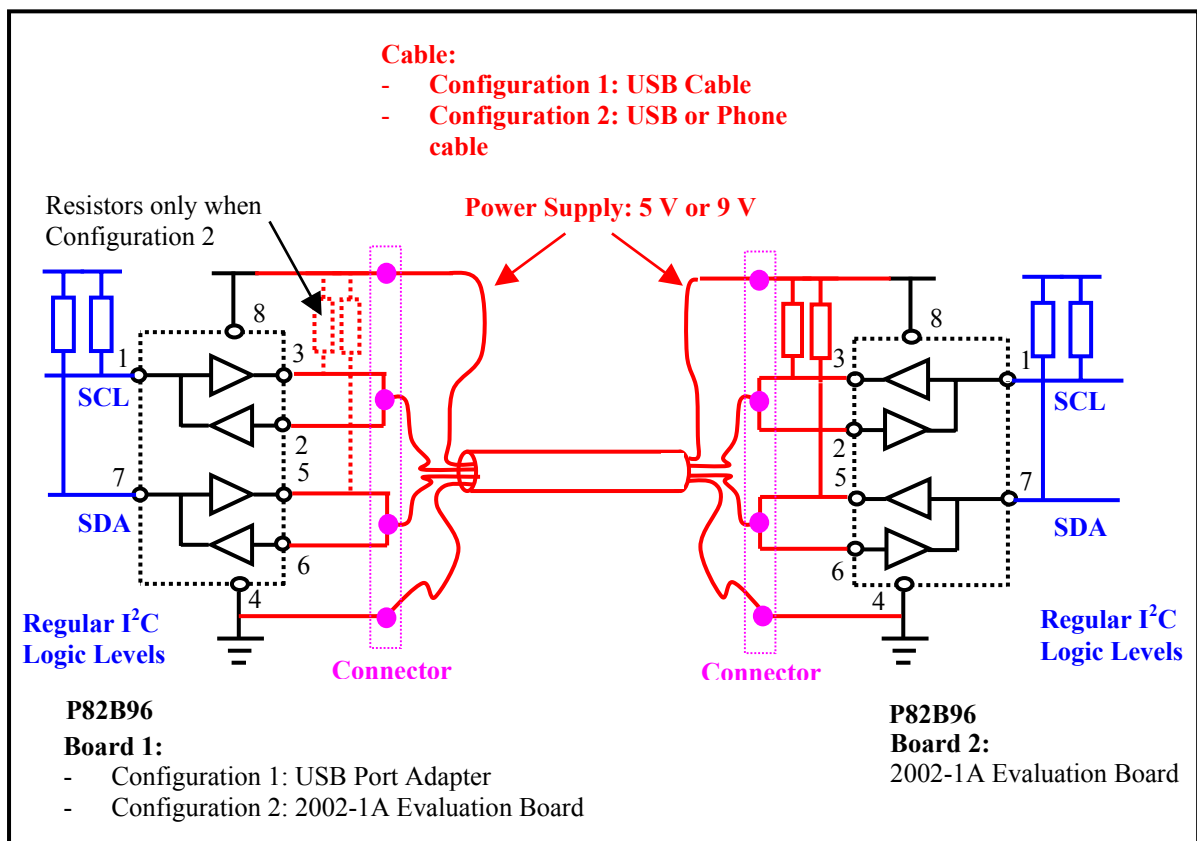 Cable:
- Configuration 1: USB Cable
- Configuration 2: USB or Phone
cable
Resistors only when
Configuration 2
Power Supply: 5 V or 9 V
8
1
3
SCL
2
7
5
SDA
6
4
8
3
1
SCL
2
5
7
SDA
6
4
Regular I²C
Logic Levels
Connector
Connector
Regular I²C
Logic Levels
P82B96
Board 1:
- Configuration 1: USB Port Adapter
- Configuration 2: 2002-1A Evaluation Board
P82B96
Board 2:
2002-1A Evaluation Board